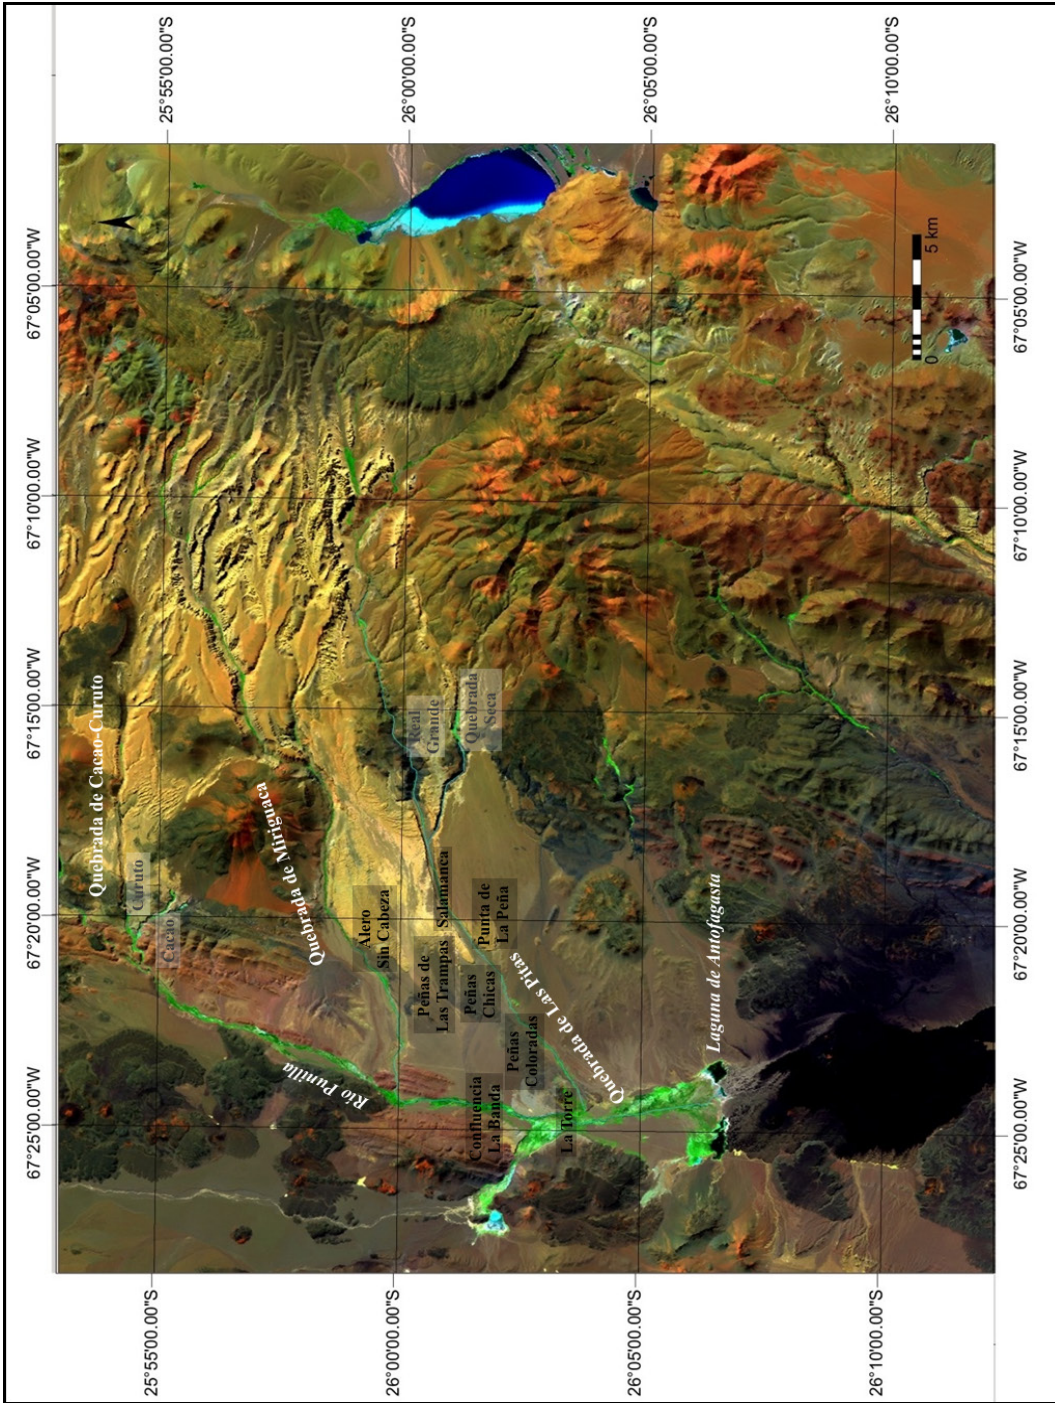 67°25'00.00"W
67°20'00.00"W
67°15'00.00"W
67°10'00.00"W
67°05'00.00"W
25°55'00.00"S
25°55'00.00"S
26°00'00.00"S
26°00'00.00"S
26°05'00.00"S
26°05'00.00"S
26°10'00.00"S
26°10'00.00"S
Quebrada de Cacao-Curuto
Curuto
Cacao
Quebrada de Miriguaca
Río Punilla
Alero
Sin Cabeza
Real
Grande
Quebrada
Seca
Peñas de
Las Trampas
Salamanca
Peñas
Chicas
Punta de
La Peña
Confluencia
La Banda
Peñas
Coloradas
La Torre
Quebrada de Las Pitas
Laguna de Antofagasta
0
5 km
67°25'00.00"W
67°20'00.00"W
67°15'00.00"W
67°10'00.00"W
67°05'00.00"W